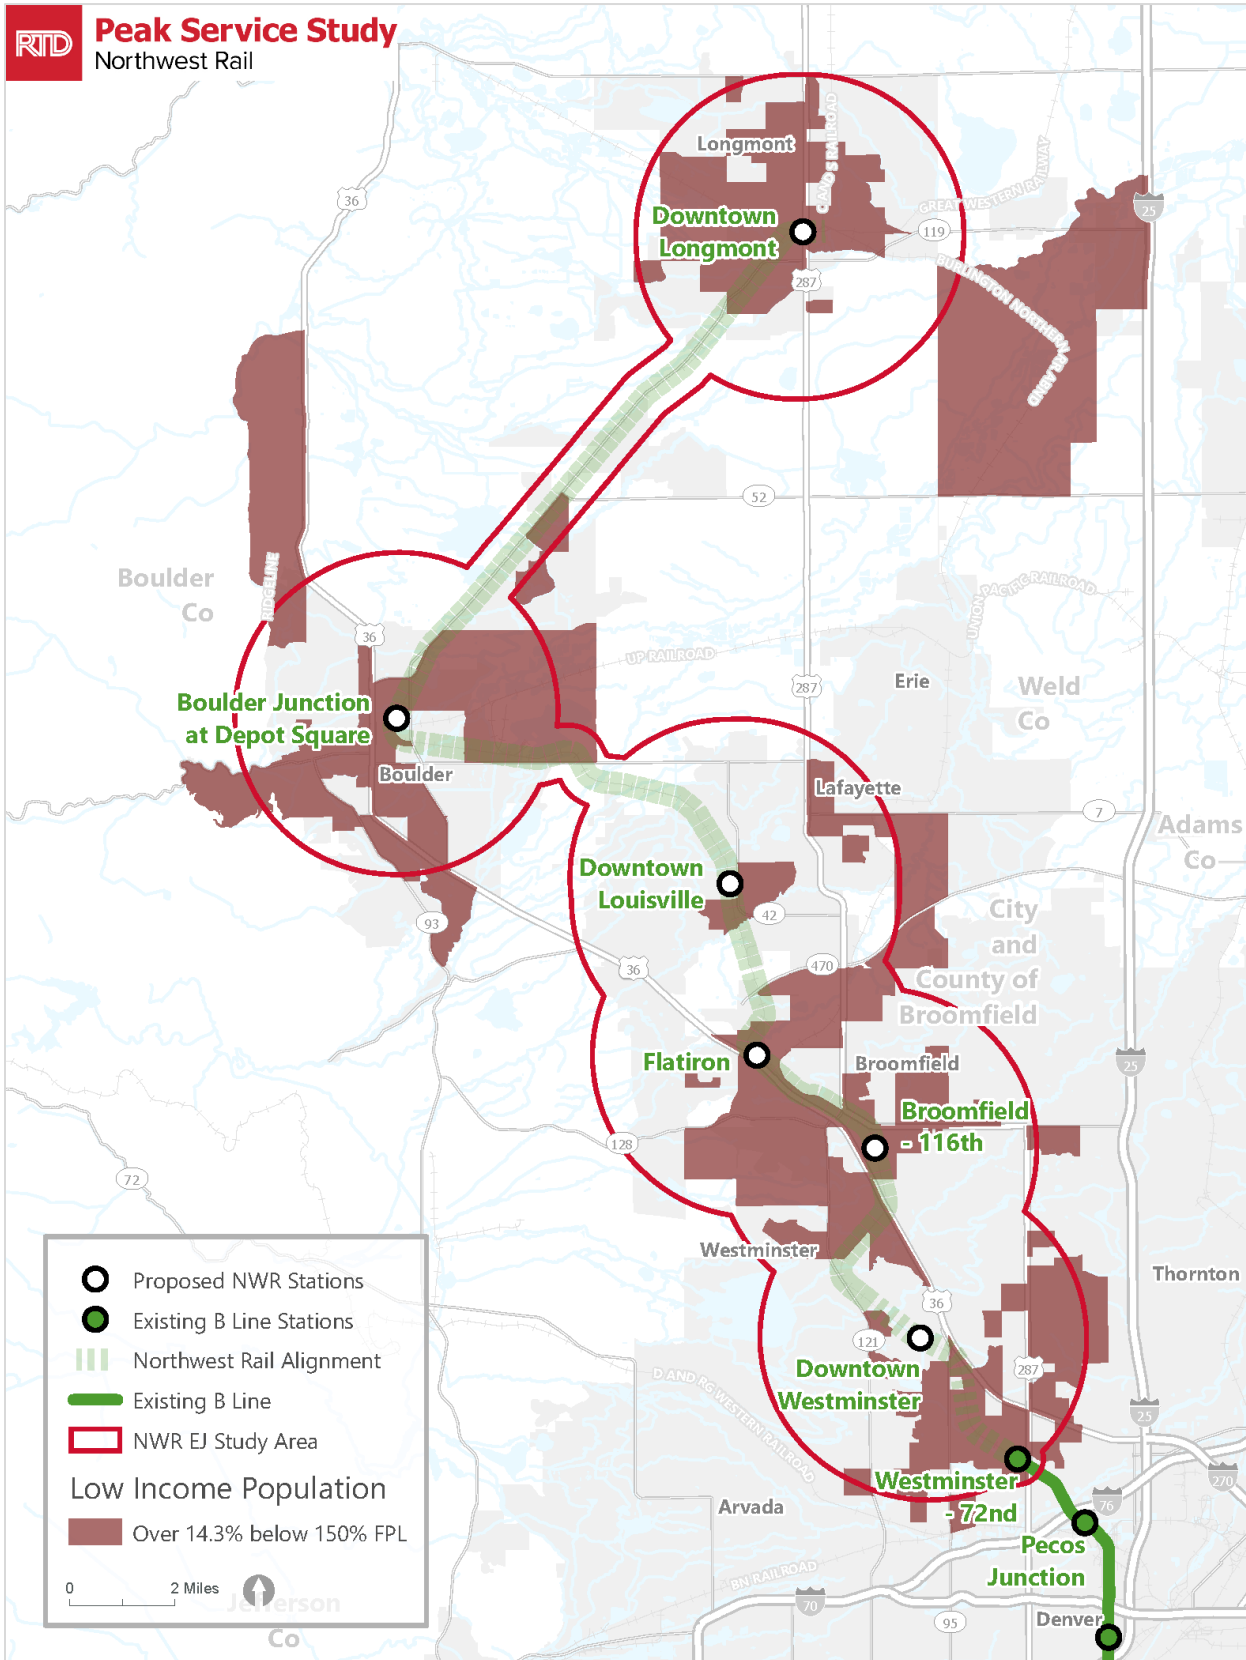 RTD
Peak Service Study
Northwest Rail
Longmont
C AND S RAILROAD
GREAT WESTERN RAILWAY
36
25
Downtown
Longmont
119
287
BURLINGTON NORTHERN RR ABND
52
Boulder
Co
RIDGELINE
UNION PACIFIC RAILROAD
36
UP RAILROAD
Erie
Weld
Co
287
Boulder Junction
at Depot Square
Boulder
Lafayette
7
Adams
Co
Downtown
Louisville
42
93
City
and
County of
Broomfield
36
470
Flatiron
Broomfield
25
Broomfield
- 116th
128
72
Westminster
Thornton
36
121
287
Downtown
Westminster
D AND RG WESTERN RAILROAD
25
270
Westminster
- 72nd
76
Arvada
Pecos
Junction
BN RAILROAD
70
95
Denver
Proposed NWR Stations
Existing B Line Stations
Northwest Rail Alignment
Existing B Line
NWR EJ Study Area
Low Income Population
Over 14.3% below 150% FPL
0
2 Miles
Jefferson
Co